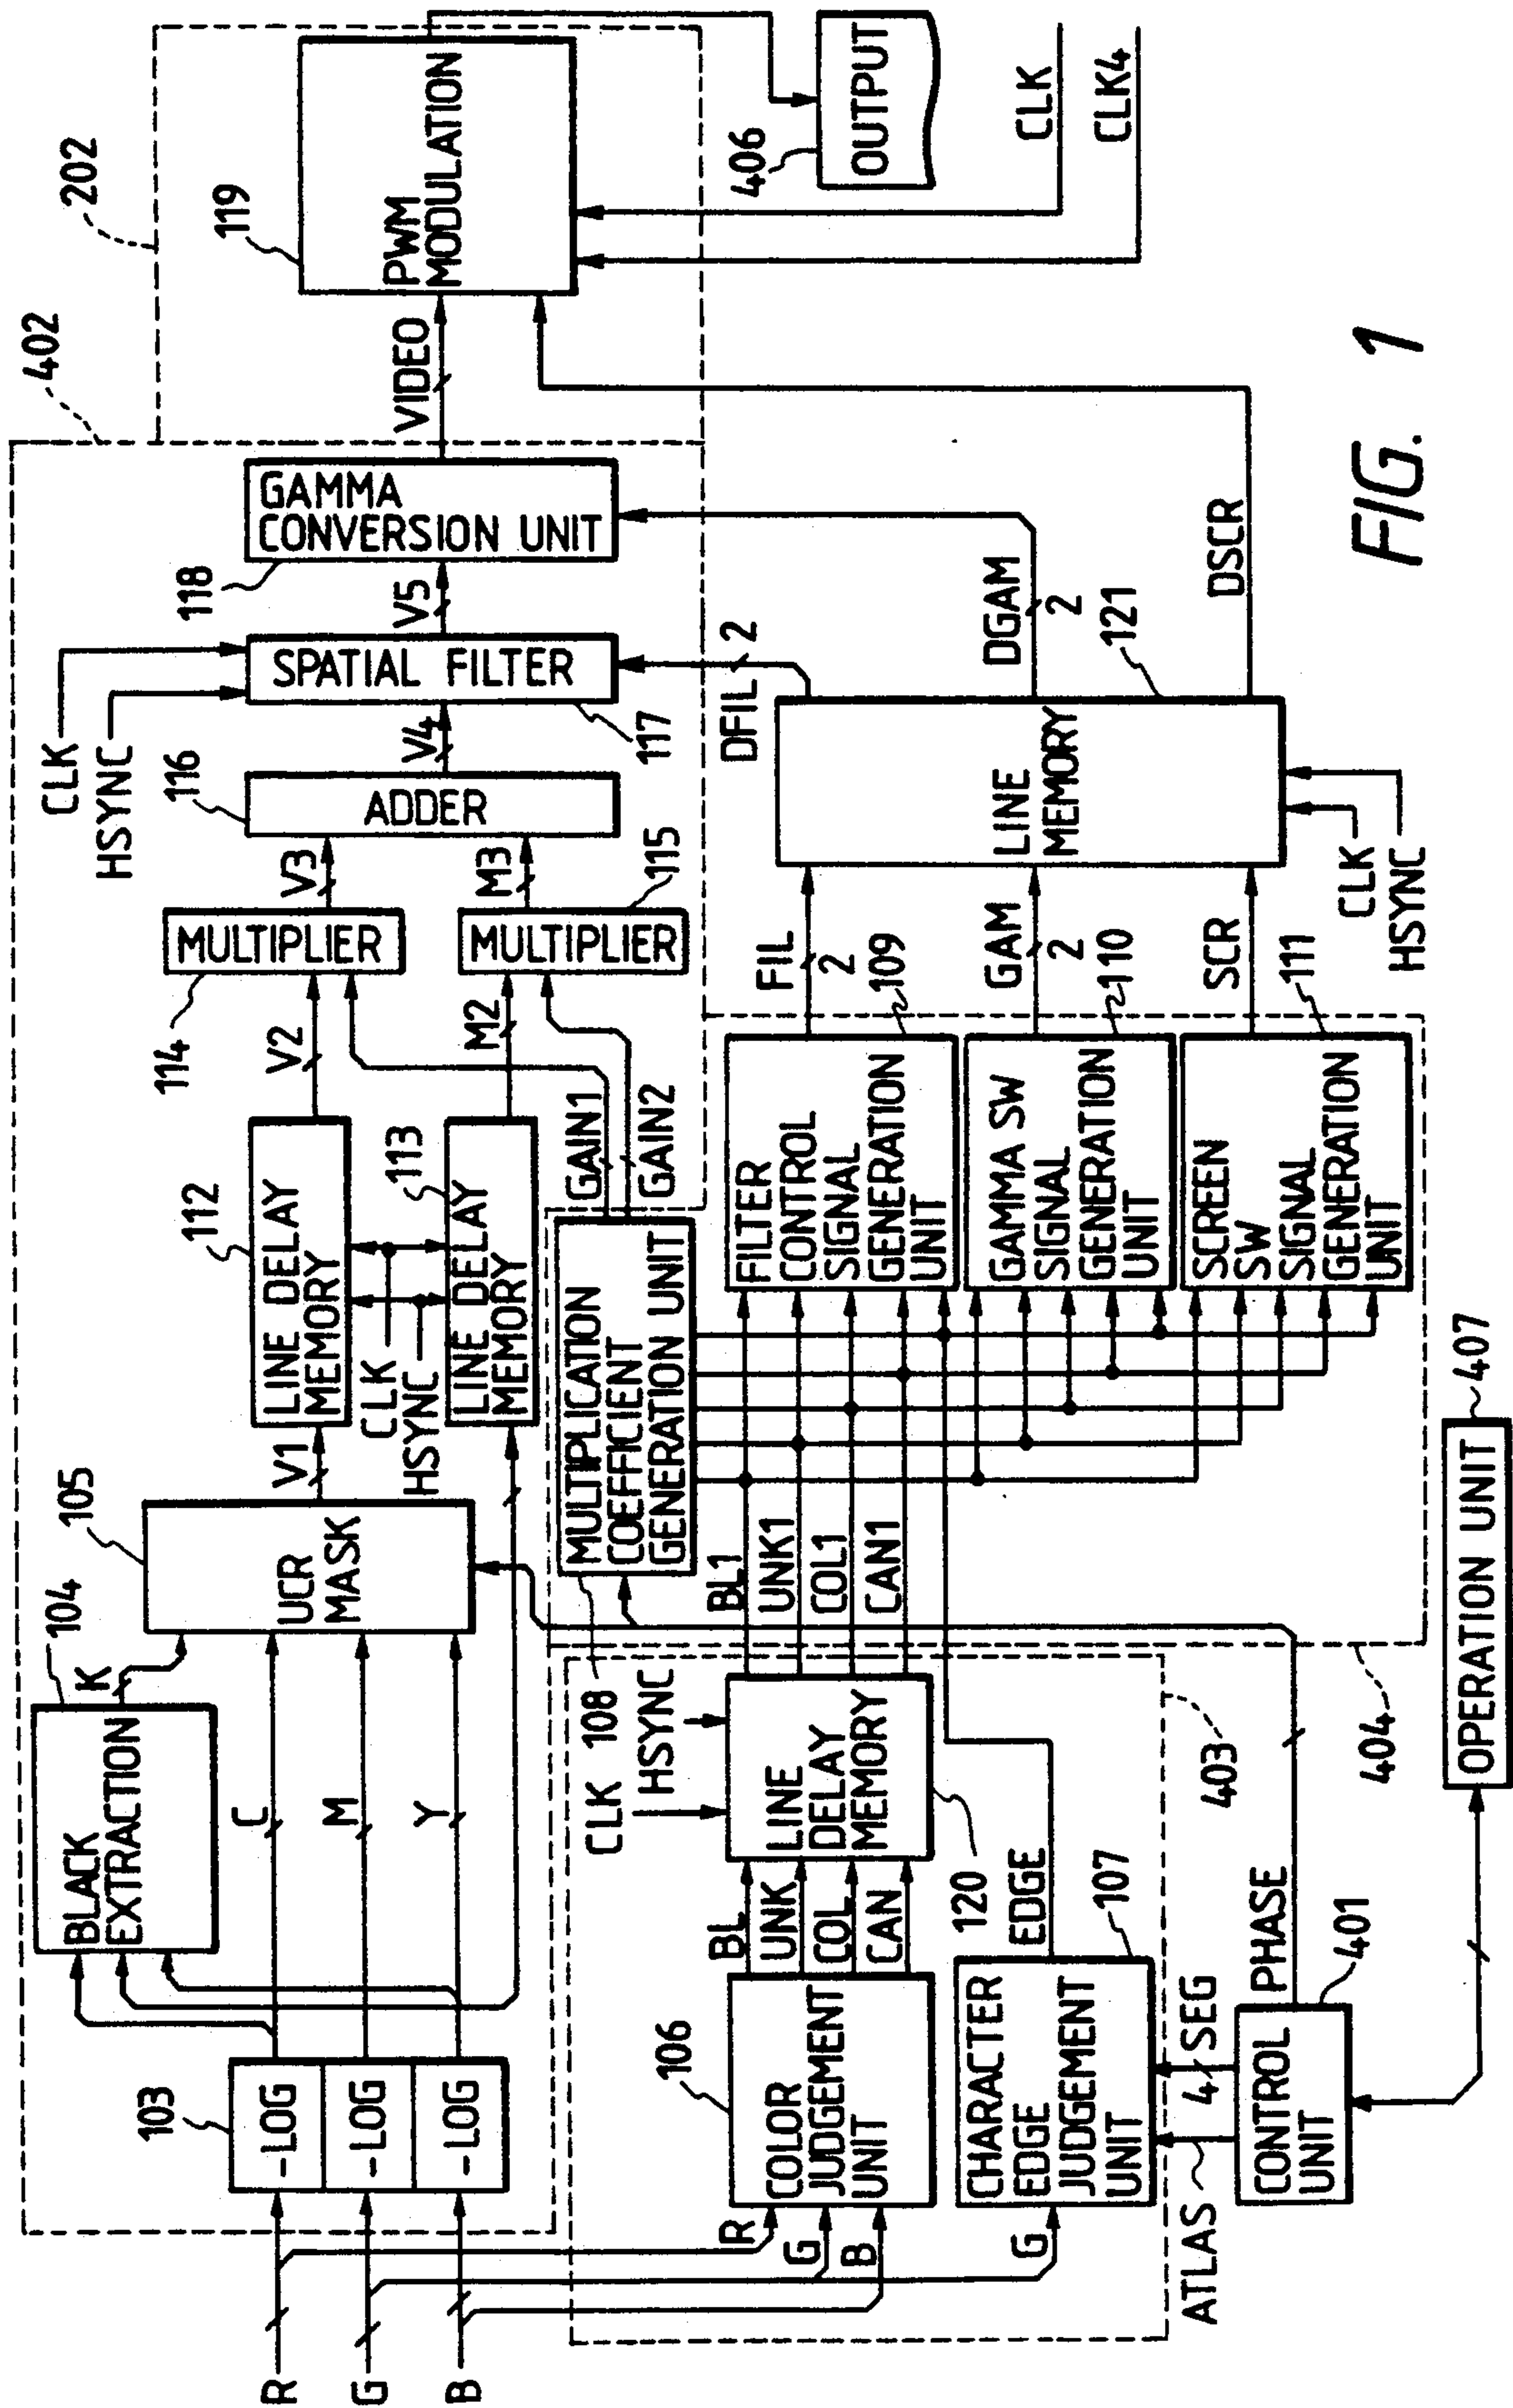 202
402
119
PWM
MODULATION
VIDEO
406
OUTPUT
CLK
CLK4
GAMMA
CONVERSION UNIT
118
V5
CLK
HSYNC
SPATIAL FILTER
117
V4
116
ADDER
V3
M3
115
MULTIPLIER
MULTIPLIER
114
V2
M2
GAIN1
GAIN2
112
LINE DELAY
MEMORY
113
LINE DELAY
MEMORY
CLK
HSYNC
V1
105
UCR
MASK
104
K
BLACK
EXTRACTION
C
M
Y
103
-LOG
-LOG
-LOG
R
G
B
MULTIPLICATION
COEFFICIENT
GENERATION UNIT
108
DFIL
2
DGAM
2
121
DSCR
LINE
MEMORY
CLK
HSYNC
FIL
2
109
GAM
2
110
SCR
111
FILTER
CONTROL
SIGNAL
GENERATION
UNIT
GAMMA SW
SIGNAL
GENERATION
UNIT
SCREEN
SW
SIGNAL
GENERATION
UNIT
BL1
UNK1
COL1
CAN1
CLK
HSYNC
LINE
DELAY
MEMORY
120
BL
UNK
COL
CAN
EDGE
106
COLOR
JUDGEMENT
UNIT
R
G
B
107
CHARACTER
EDGE
JUDGEMENT
UNIT
G
403
404
ATLAS
4
SEG
PHASE
401
CONTROL
UNIT
407
OPERATION UNIT
FIG. 1